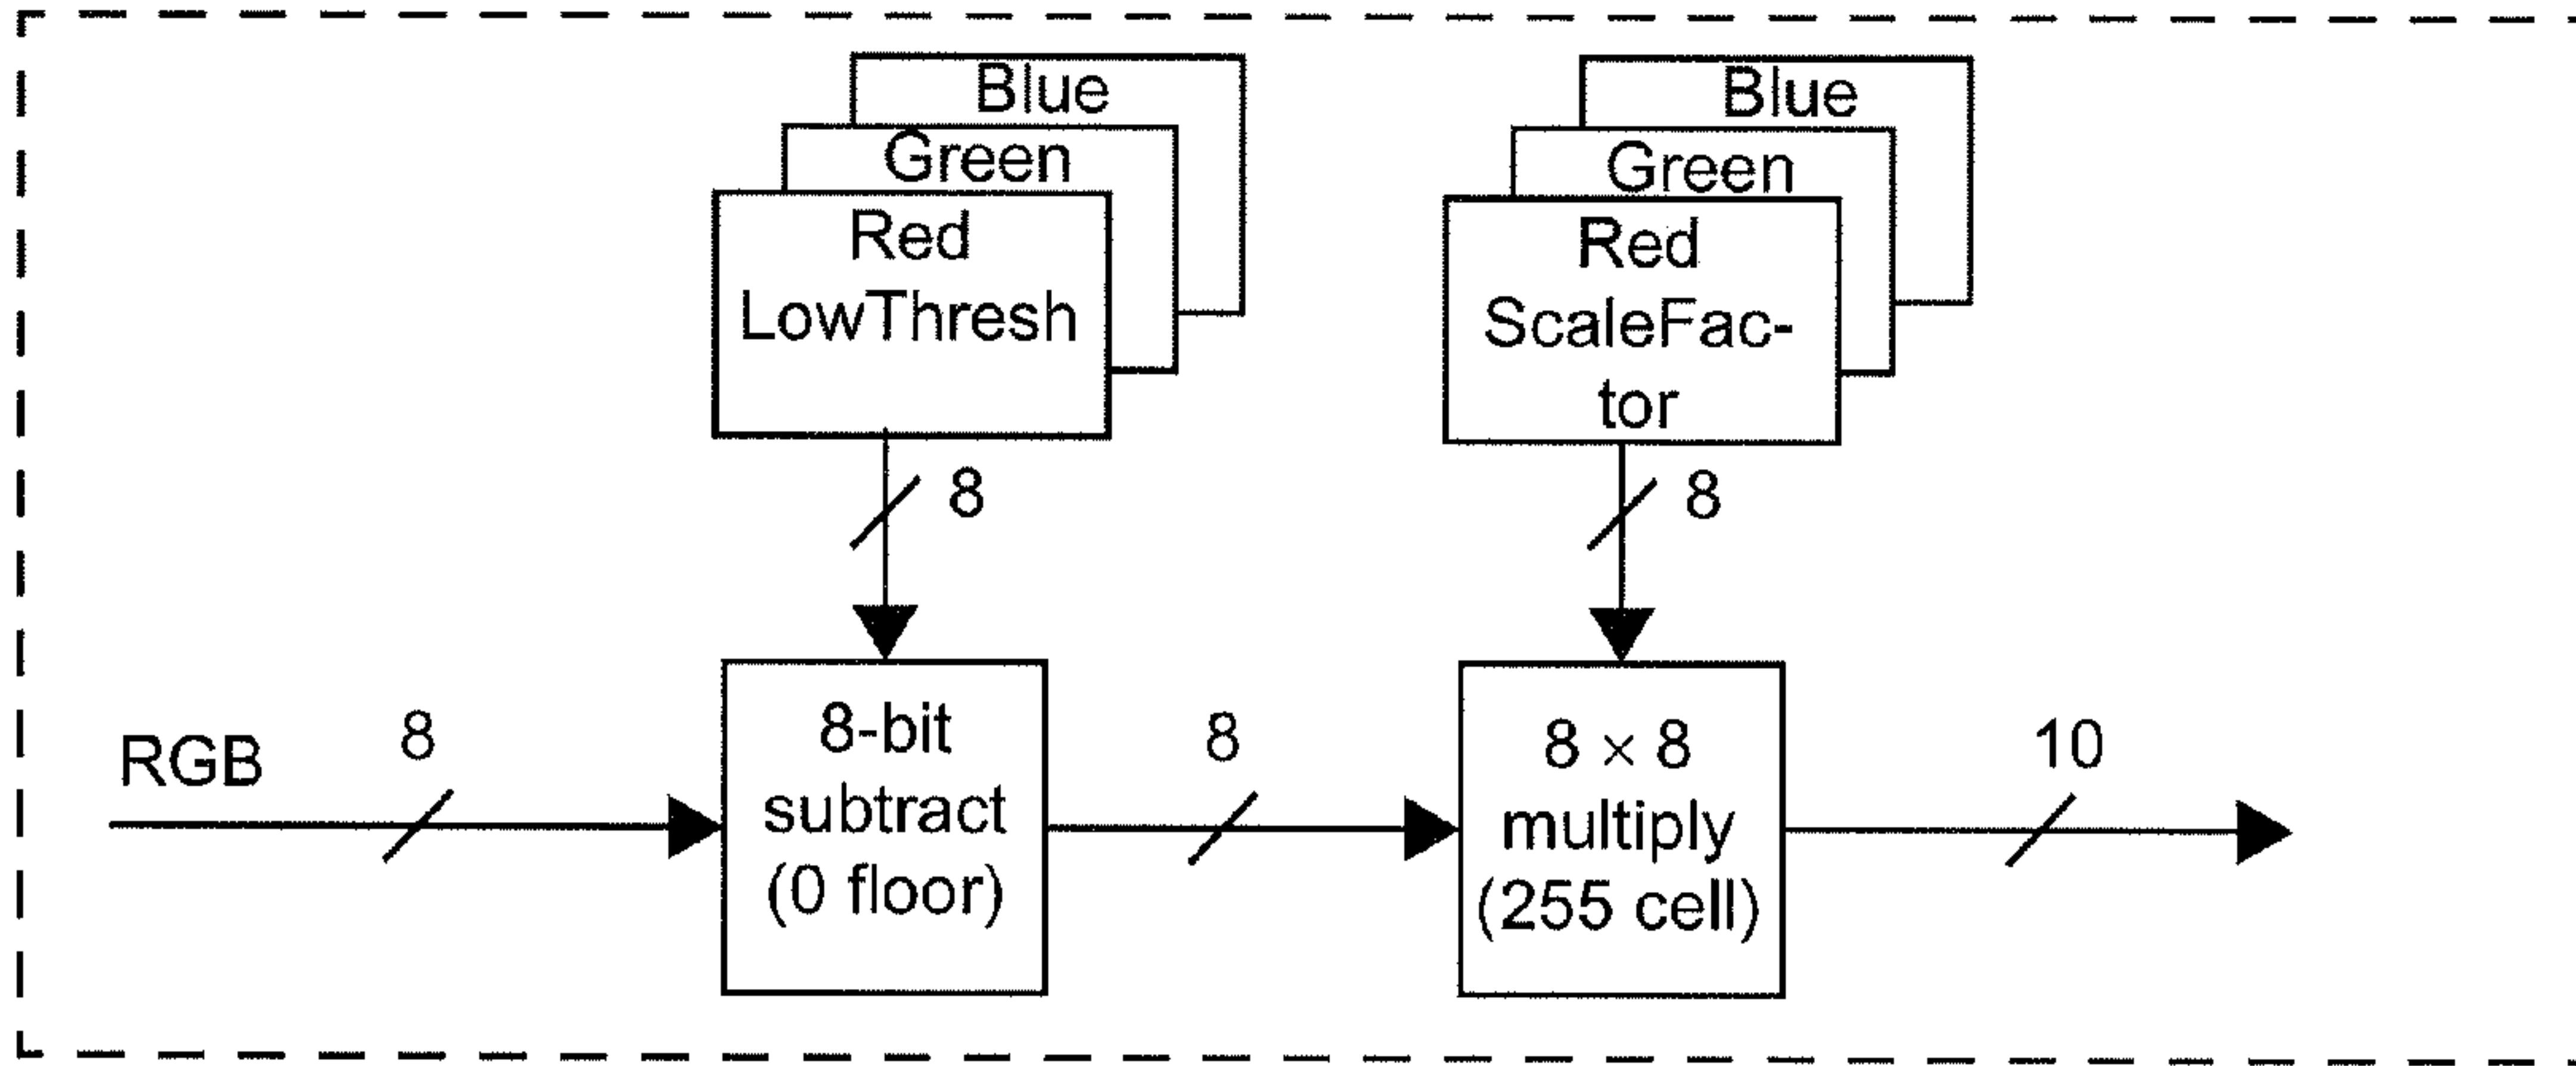 Blue
Green
Red
LowThresh
8
Blue
Green
Red
ScaleFac-
tor
8
RGB
8
8-bit
subtract
(0 floor)
8
8 × 8
multiply
(255 cell)
10